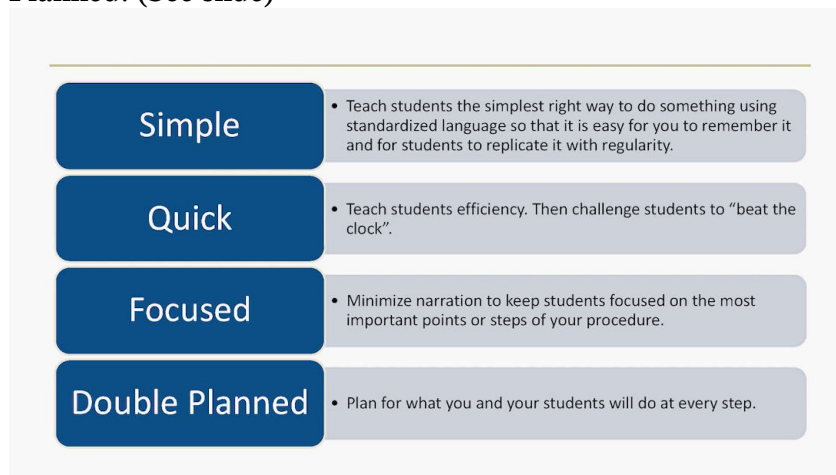 Planned. (See slide)
Simple
• Teach students the simplest right way to do something using
standardized language so that it is easy for you to remember it
and for students to replicate it with regularity.
Quick
• Teach students efficiency. Then challenge students to “beat the
clock”.
Focused
• Minimize narration to keep students focused on the most
important points or steps of your procedure.
Double Planned
• Plan for what you and your students will do at every step.